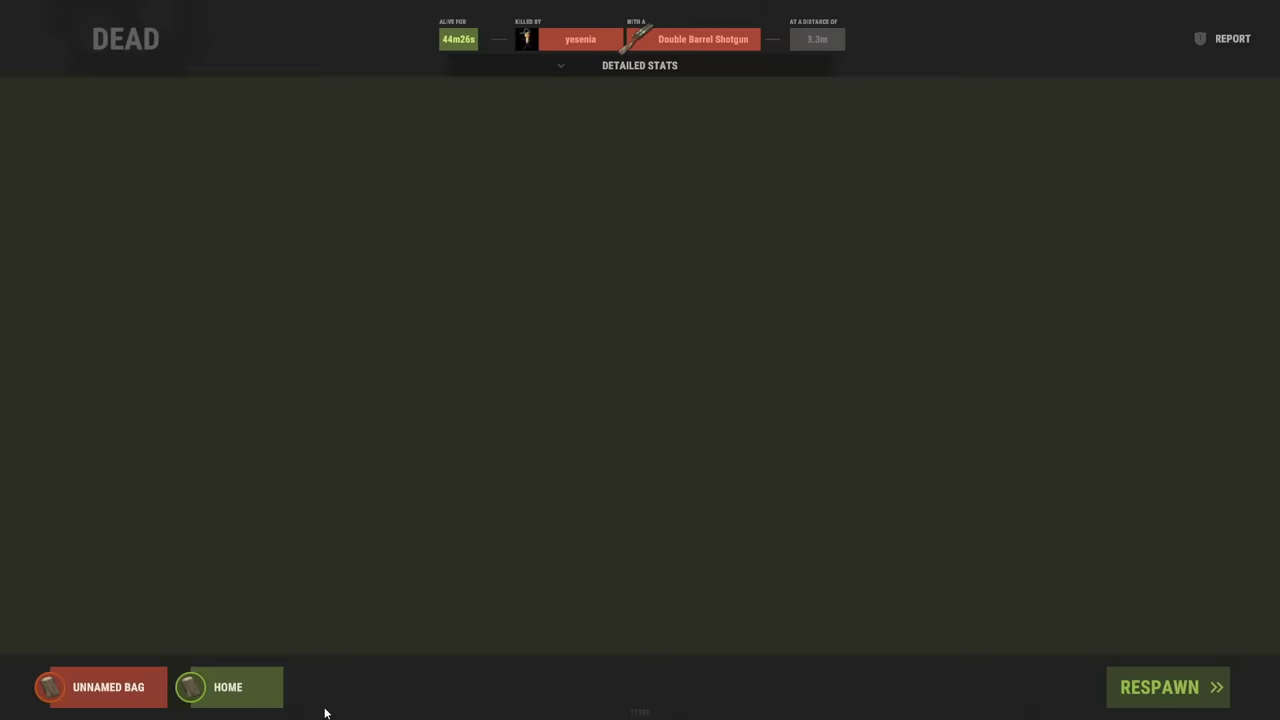 DEAD
ALIVE FOR
44m26s
KILLED BY
yesenia
WITH A
Double Barrel Shotgun
AT A DISTANCE OF
3.3m
REPORT
DETAILED STATS
UNNAMED BAG
HOME
RESPAWN